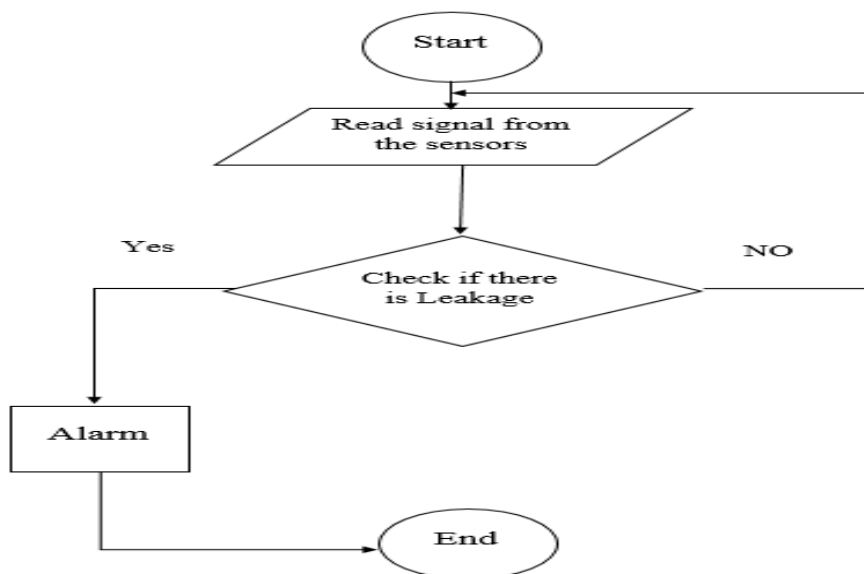 Start
Read signal from
the sensors
Yes
NO
Check if there
is Leakage
Alarm
End